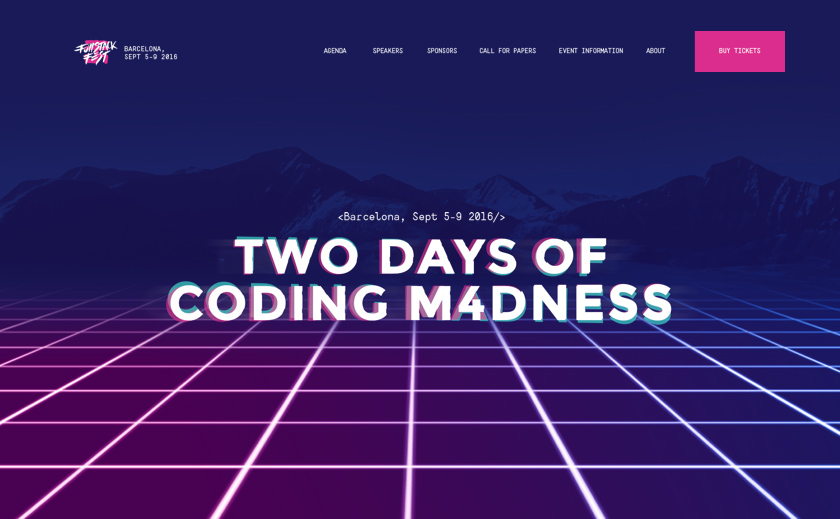 FULLSTACK
FEST
BARCELONA,
SEPT 5-9 2016
AGENDA
SPEAKERS
SPONSORS
CALL FOR PAPERS
EVENT INFORMATION
ABOUT
BUY TICKETS
<Barcelona, Sept 5-9 2016/>
TWO DAYS OF
CODING M4DNESS